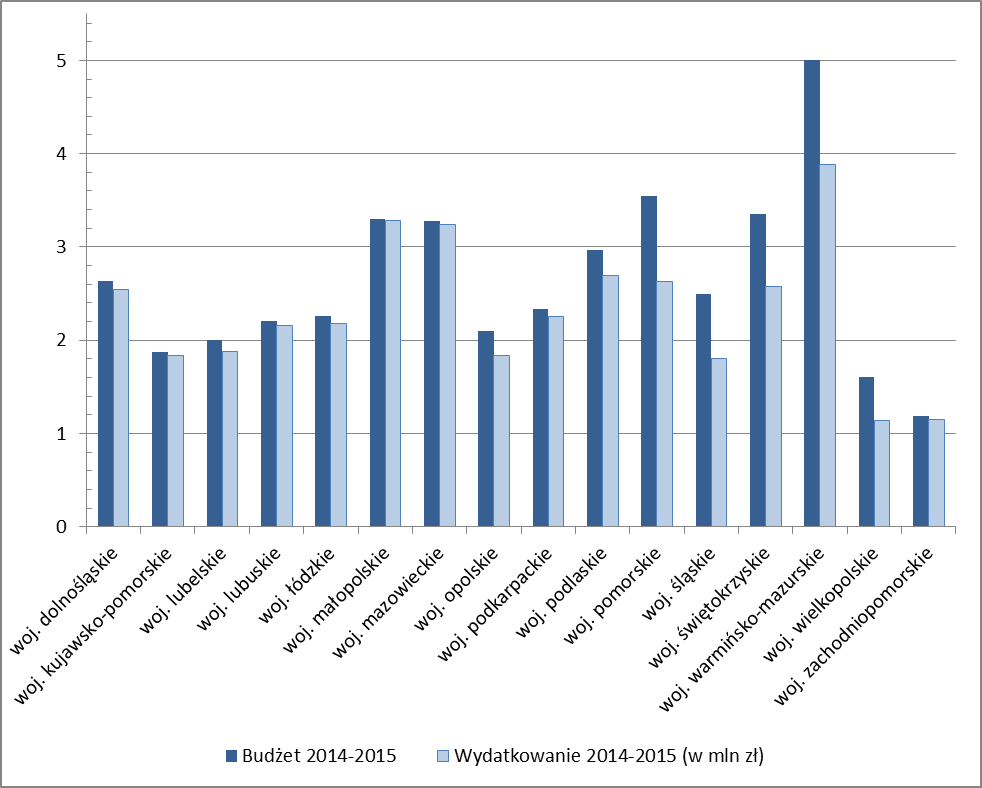 5
4
3
2
1
0
woj. dolnośląskie
woj. kujawsko-pomorskie
woj. lubelskie
woj. lubuskie
woj. łódzkie
woj. małopolskie
woj. mazowieckie
woj. opolskie
woj. podkarpackie
woj. podlaskie
woj. pomorskie
woj. śląskie
woj. świętokrzyskie
woj. warmińsko-mazurskie
woj. wielkopolskie
woj. zachodniopomorskie
Budżet 2014-2015
Wydatkowanie 2014-2015 (w mln zł)